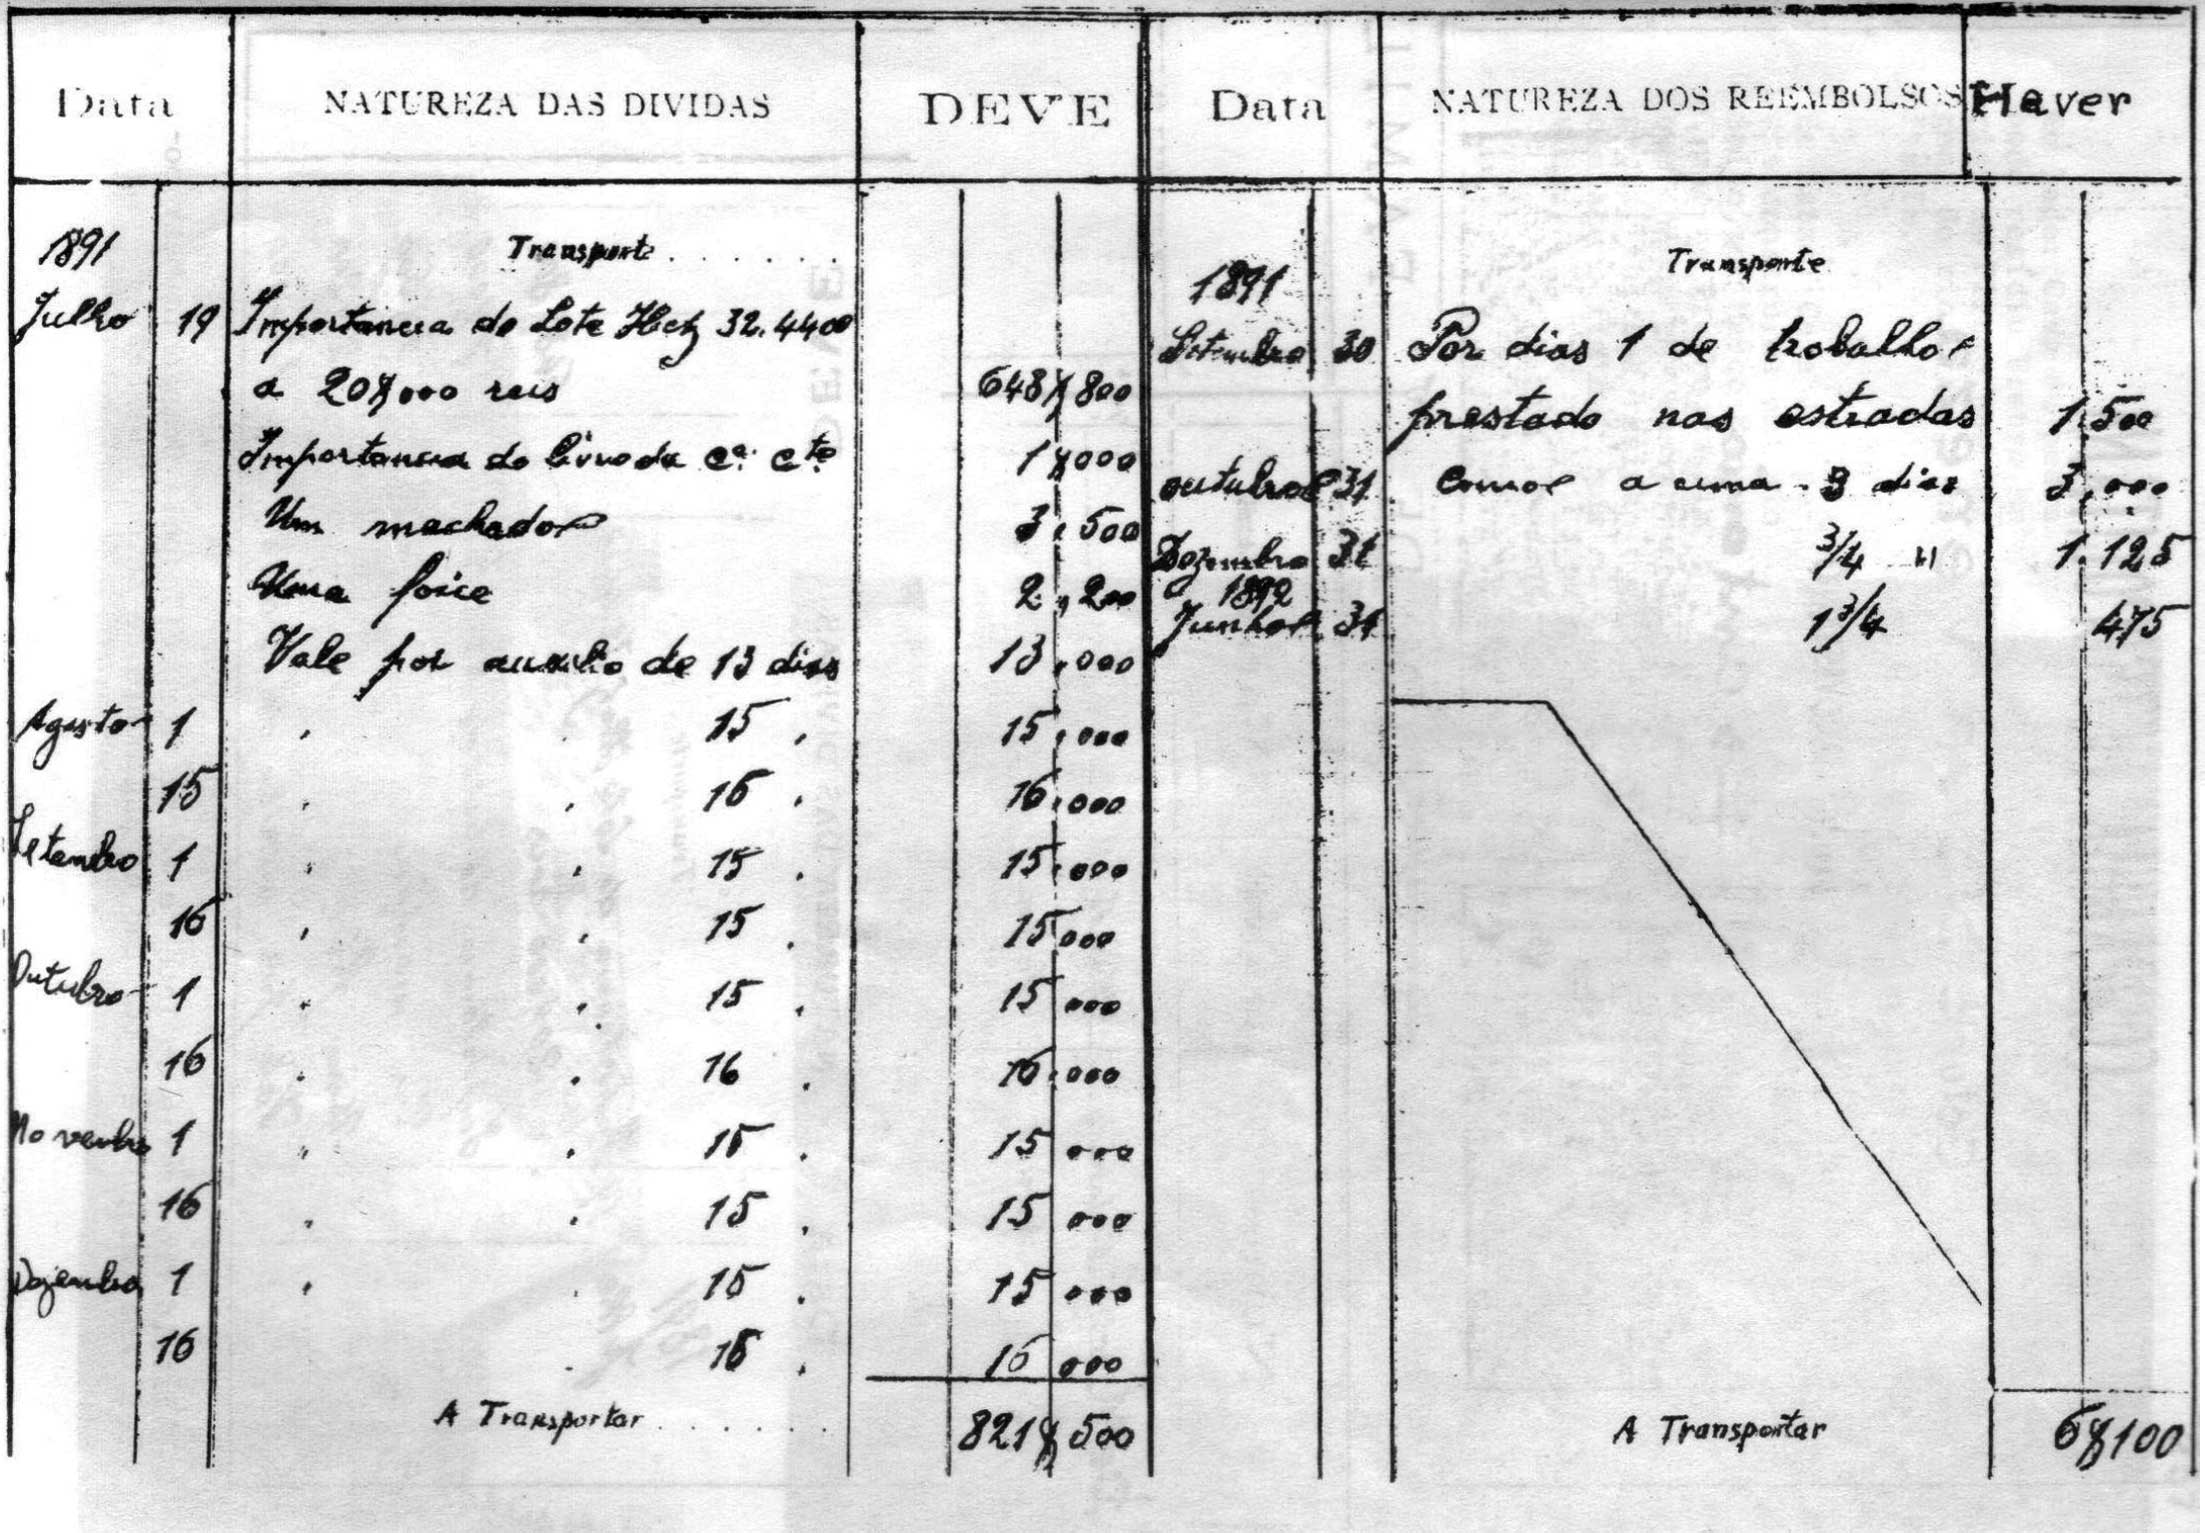 Data NATUREZA DAS DIVIDAS DEVE Data NATUREZA DOS REEMBOLSOS Haver
1891 Transporte . . . . . .
Julho 19 Importancia do Lote Hect 32.4400
a 20$000 reis 648$800
Importancia do livro da c.a c.te 1$000
Um machado 3.500
Uma foice 2,200
Vale por auxilio de 13 dias 13.000
Agosto 1 " " 15 " 15.000
15 " " 16 " 16.000
Setembro 1 " " 15 " 15.000
16 " " 15 " 15 000
Outubro 1 " " 15 " 15 000
16 " " 16 " 16.000
Novembro 1 " " 15 " 15 000
16 " " 15 " 15 000
Dezembro 1 " " 15 " 15 000
16 " 16 " 16 000
A Transportar . . . . . . 821$500
Transporte
1891
Setembro 30 Por dias 1 de trabalho
prestado nas estradas 1.500
outubro 31 Como a cima 3 dias 3.000
Dezembro 31 3/4 " 1.125
1892
Junho 31 1 3/4 475
A Transportar 6$100